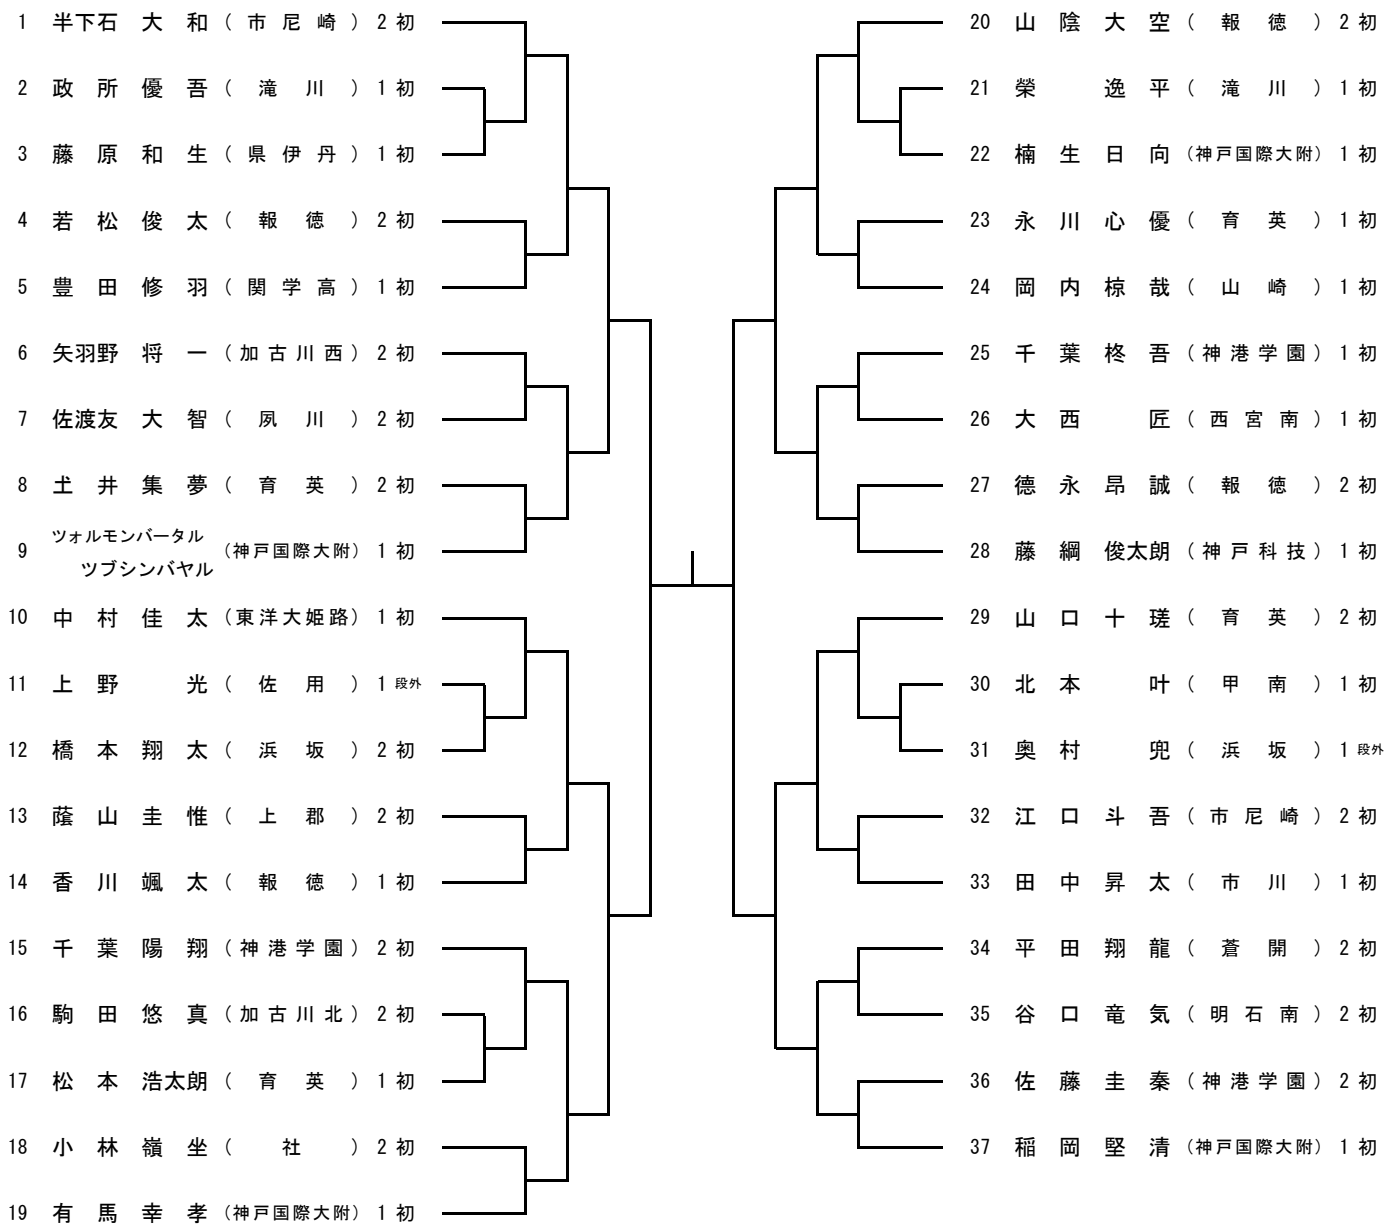 1 半下石 大 和 ( 市 尼 崎 ) 2 初
2 政 所 優 吾 ( 滝 川 ) 1 初
3 藤 原 和 生 ( 県 伊 丹 ) 1 初
4 若 松 俊 太 ( 報 徳 ) 2 初
5 豊 田 修 羽 ( 関 学 高 ) 1 初
6 矢羽野 将 一 ( 加 古 川 西 ) 2 初
7 佐渡友 大 智 ( 夙 川 ) 2 初
8 𡈽 井 集 夢 ( 育 英 ) 2 初
9 ツォルモンバータル
ツブシンバヤル (神戸国際大附) 1 初
10 中 村 佳 太 (東洋大姫路) 1 初
11 上 野 光 ( 佐 用 ) 1 段外
12 橋 本 翔 太 ( 浜 坂 ) 2 初
13 蔭 山 圭 惟 ( 上 郡 ) 2 初
14 香 川 颯 太 ( 報 徳 ) 1 初
15 千 葉 陽 翔 ( 神 港 学 園 ) 2 初
16 駒 田 悠 真 ( 加 古 川 北 ) 2 初
17 松 本 浩太朗 ( 育 英 ) 1 初
18 小 林 嶺 坐 ( 社 ) 2 初
19 有 馬 幸 孝 (神戸国際大附) 1 初
20 山 陰 大 空 ( 報 徳 ) 2 初
21 榮 逸 平 ( 滝 川 ) 1 初
22 楠 生 日 向 (神戸国際大附) 1 初
23 永 川 心 優 ( 育 英 ) 1 初
24 岡 内 椋 哉 ( 山 崎 ) 1 初
25 千 葉 柊 吾 ( 神 港 学 園 ) 1 初
26 大 西 匠 ( 西 宮 南 ) 1 初
27 德 永 昂 誠 ( 報 徳 ) 2 初
28 藤 綱 俊太朗 ( 神 戸 科 技 ) 1 初
29 山 口 十 瑳 ( 育 英 ) 2 初
30 北 本 叶 ( 甲 南 ) 1 初
31 奥 村 兜 ( 浜 坂 ) 1 段外
32 江 口 斗 吾 ( 市 尼 崎 ) 2 初
33 田 中 昇 太 ( 市 川 ) 1 初
34 平 田 翔 龍 ( 蒼 開 ) 2 初
35 谷 口 竜 気 ( 明 石 南 ) 2 初
36 佐 藤 圭 秦 ( 神 港 学 園 ) 2 初
37 稲 岡 堅 清 (神戸国際大附) 1 初